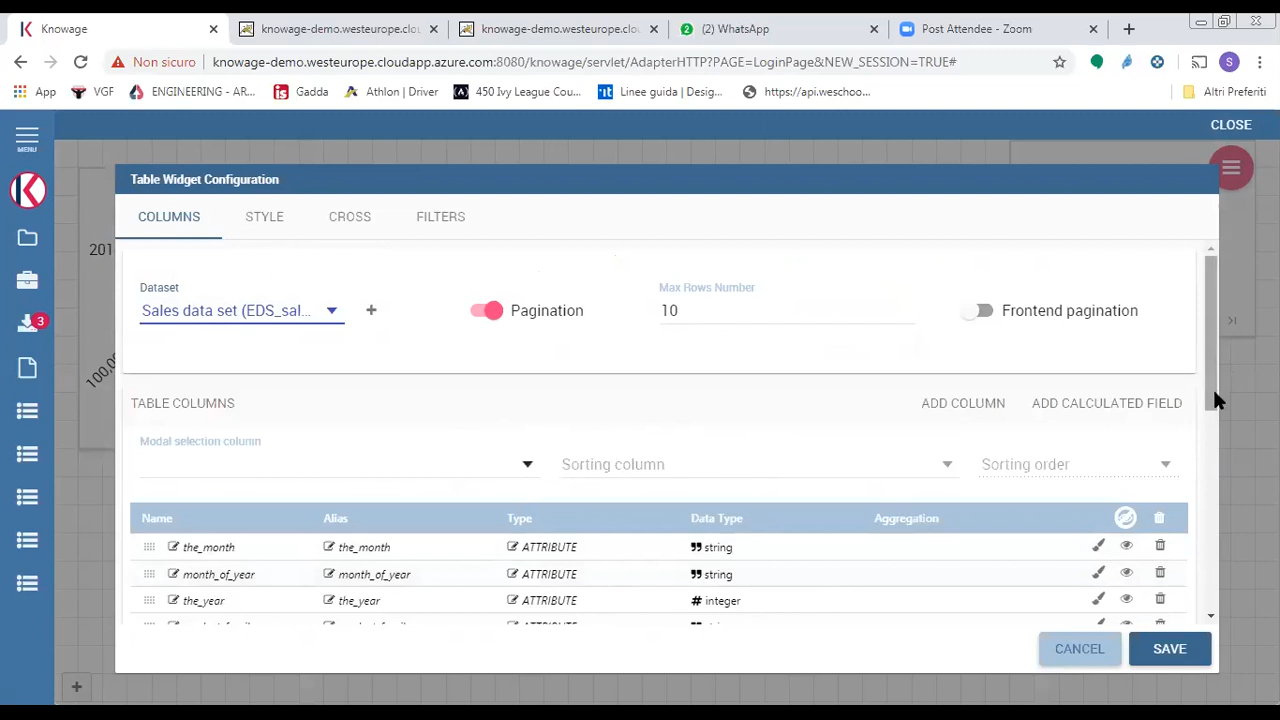 Knowage
knowage-demo.westeurope.clou
knowage-demo.westeurope.clou
2 (2) WhatsApp
Post Attendee - Zoom
Non sicuro knowage-demo.westeurope.cloudapp.azure.com:8080/knowage/servlet/AdapterHTTP?PAGE=LoginPage&NEW_SESSION=TRUE# S
App VGF ENGINEERING - AR... Gadda Athlon | Driver 450 Ivy League Cou... Linee guida | Desig... https://api.weschoo... Altri Preferiti
CLOSE
MENU
Table Widget Configuration
COLUMNS STYLE CROSS FILTERS
201
Dataset Max Rows Number
Sales data set (EDS_sal... + Pagination 10 Frontend pagination
3
100,0
TABLE COLUMNS ADD COLUMN ADD CALCULATED FIELD
Modal selection column
Sorting column Sorting order
Name Alias Type Data Type Aggregation
the_month the_month ATTRIBUTE string
month_of_year month_of_year ATTRIBUTE string
the_year the_year ATTRIBUTE # integer
CANCEL SAVE
+